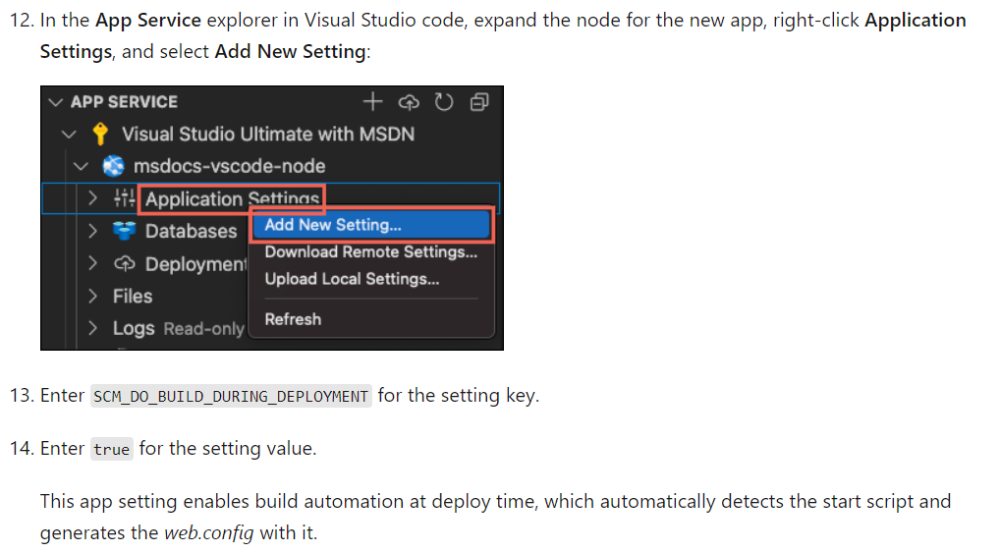 12. In the App Service explorer in Visual Studio code, expand the node for the new app, right-click Application
Settings, and select Add New Setting:
APP SERVICE
Visual Studio Ultimate with MSDN
msdocs-vscode-node
Application Settings
Add New Setting...
Databases
Download Remote Settings...
Deployment
Upload Local Settings...
Files
Refresh
Logs Read-only
13. Enter SCM_DO_BUILD_DURING_DEPLOYMENT for the setting key.
14. Enter true for the setting value.
This app setting enables build automation at deploy time, which automatically detects the start script and
generates the web.config with it.